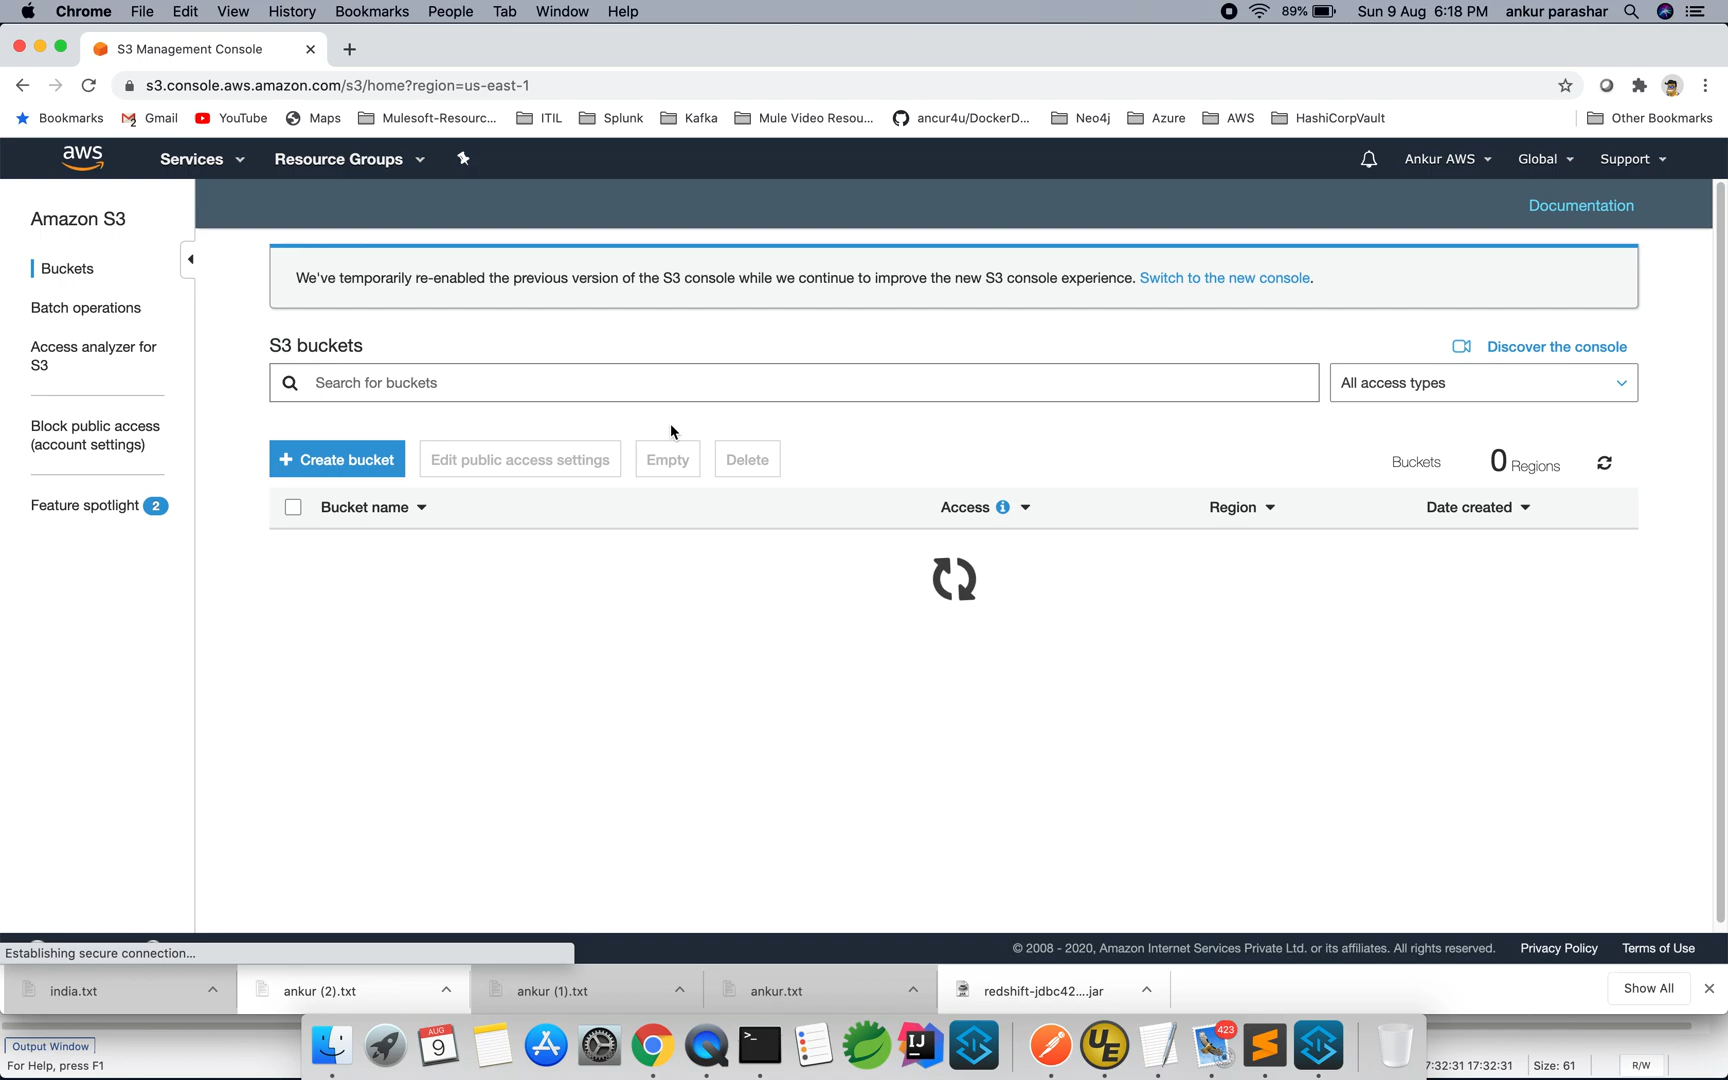 Chrome File Edit View History Bookmarks People Tab Window Help 89% Sun 9 Aug 6:18 PM ankur parashar
S3 Management Console
s3.console.aws.amazon.com/s3/home?region=us-east-1
Bookmarks Gmail YouTube Maps Mulesoft-Resourc... ITIL Splunk Kafka Mule Video Resou... ancur4u/DockerD... Neo4j Azure AWS HashiCorpVault Other Bookmarks
aws Services Resource Groups Ankur AWS Global Support
Documentation
Amazon S3
Buckets
Batch operations
Access analyzer for
S3
Block public access
(account settings)
Feature spotlight 2
We've temporarily re-enabled the previous version of the S3 console while we continue to improve the new S3 console experience. Switch to the new console.
S3 buckets
Discover the console
Search for buckets
All access types
+ Create bucket Edit public access settings Empty Delete
Buckets 0 Regions
Bucket name Access Region Date created
Establishing secure connection...
© 2008 - 2020, Amazon Internet Services Private Ltd. or its affiliates. All rights reserved. Privacy Policy Terms of Use
india.txt ankur (2).txt ankur (1).txt ankur.txt redshift-jdbc42....jar Show All
AUG
9
IJ
UE
423
Output Window
For Help, press F1
7:32:31 17:32:31 Size: 61 R/W